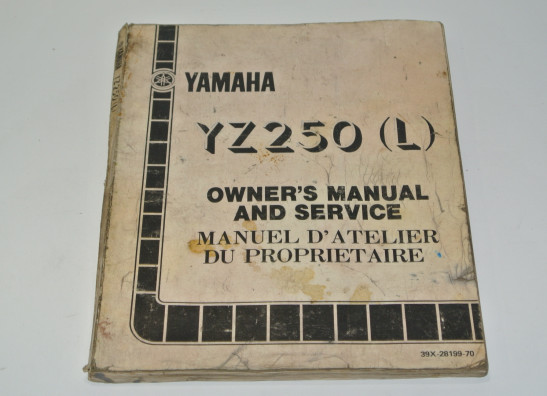 YAMAHA
YZ250 (L)
OWNER'S MANUAL
AND SERVICE
MANUEL D'ATELIER
DU PROPRIETAIRE
39X-28199-70